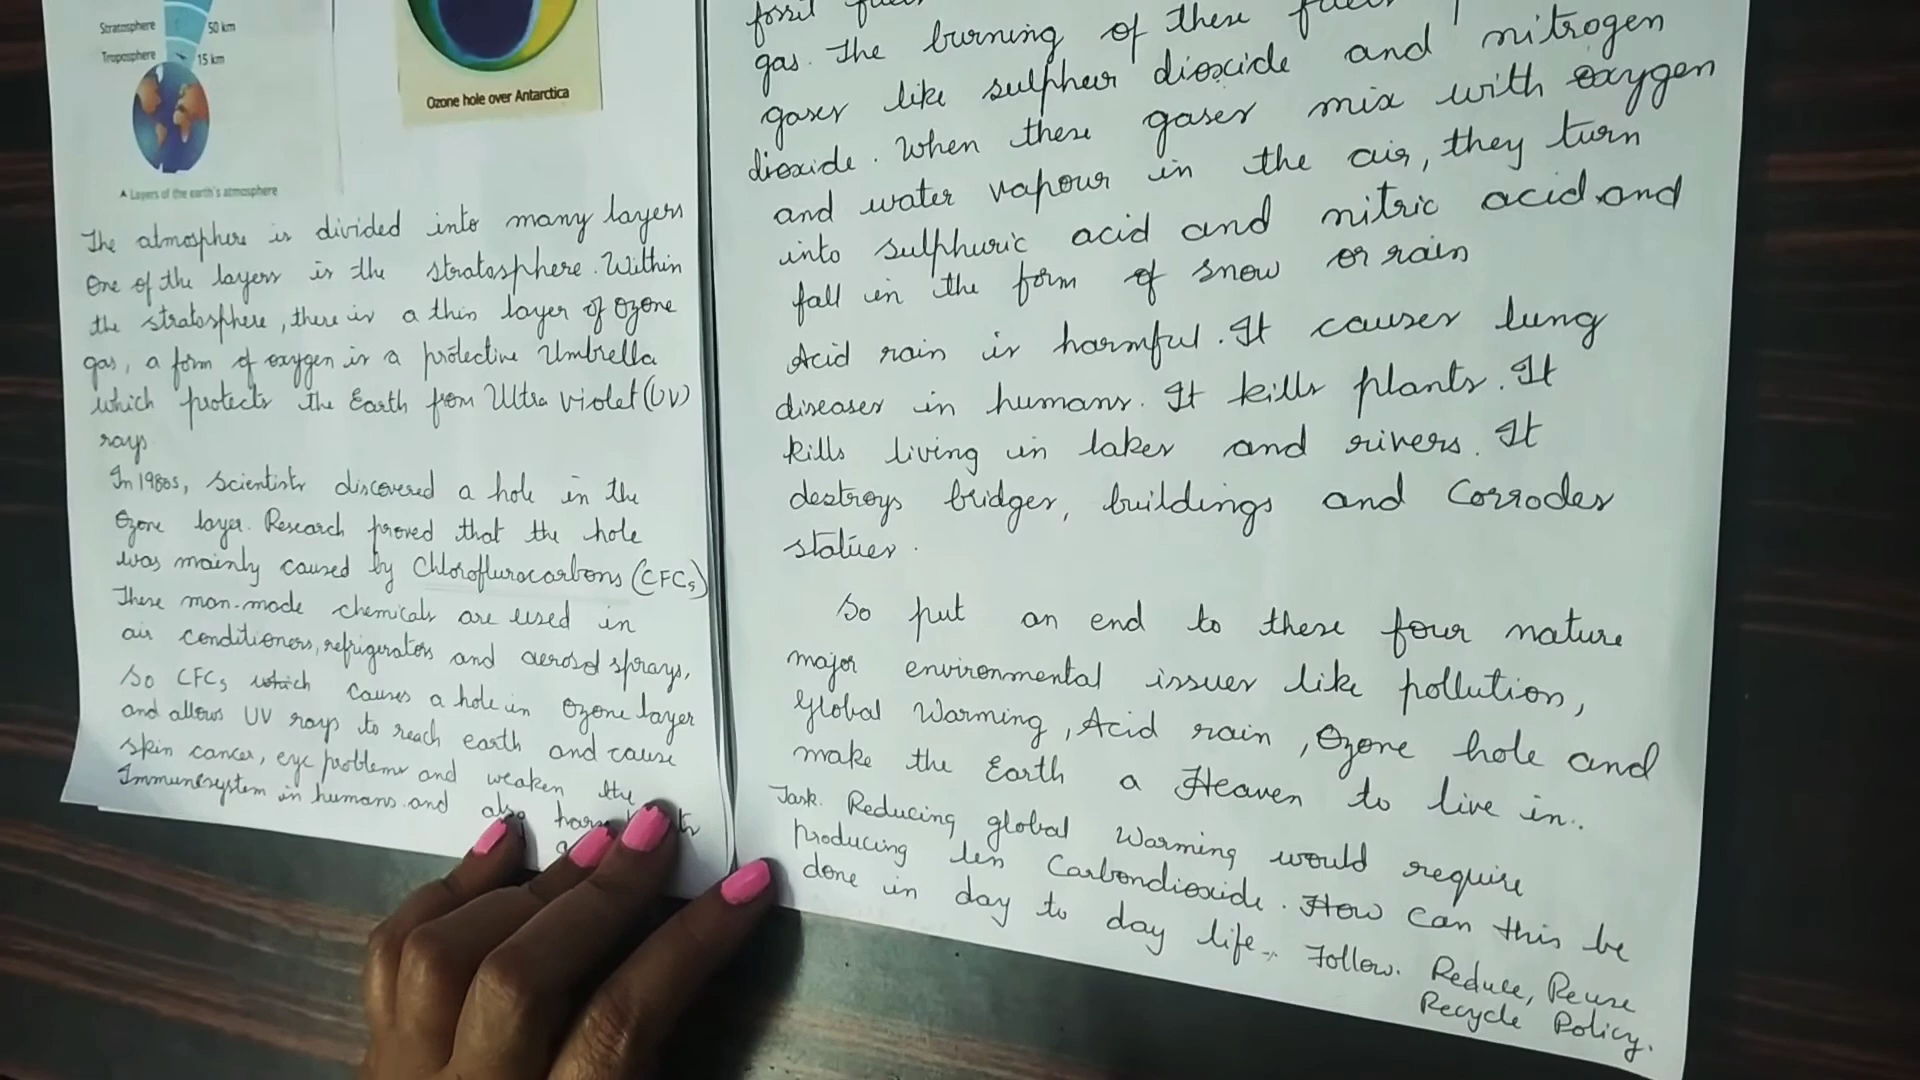 Stratosphere
50 km
Troposphere
15 km
Layers of the earth's atmosphere
Ozone hole over Antarctica
The atmosphere is divided into many layers
One of the layers is the stratosphere. Within
the stratosphere, there is a thin layer of Ozone
gas, a form of oxygen is a protective Umbrella
which protects the Earth from Ultra violet (UV)
rays
In 1980s, Scientists discovered a hole in the
Ozone layer. Research proved that the hole
was mainly caused by Chloroflurocarbons (CFCs)
These man-made chemicals are used in
air conditioners, refrigerators and aerosol sprays,
So CFCs which causes a hole in Ozone layer
and allows UV rays to reach earth and cause
skin cancer, eye problems and weaken the
Immunesystem in humans and also
fossil
gas. The burning of these
gases like sulpheur dioxide and nitrogen
dioxide. When these gases mix with oxygen
and water vapour in the air, they turn
into sulphuric acid and nitric acid and
fall in the form of snow or rain
Acid rain is harmful. It causes lung
diseases in humans. It kills plants. It
kills living in lakes and rivers. It
destroys bridges, buildings and Corrodes
statues.
So put an end to these four nature
major environmental issues like pollution,
Global Warming, Acid rain, Ozone hole and
make the Earth a Heaven to live in..
Task. Reducing global Warming would require
producing less Carbondioxide. How Can this be
done in day to day life.. Follow. Reduce, Reuse
Recycle Policy.